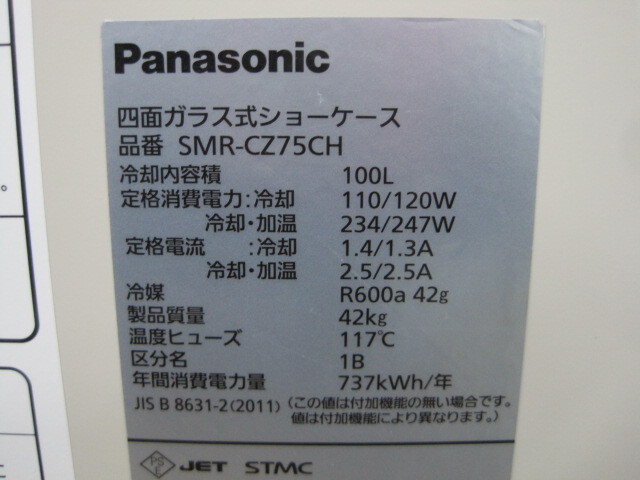 Panasonic
四面ガラス式ショーケース
品番 SMR-CZ75CH
冷却内容積 100L
定格消費電力:冷却 110/120W
冷却・加温 234/247W
定格電流 :冷却 1.4/1.3A
冷却・加温 2.5/2.5A
冷媒 R600a 42g
製品質量 42kg
温度ヒューズ 117℃
区分名 1B
年間消費電力量 737kWh/年
JIS B 8631-2(2011) (この値は付加機能の無い場合です。
値は付加機能により異なります。)
PSE JET STMC